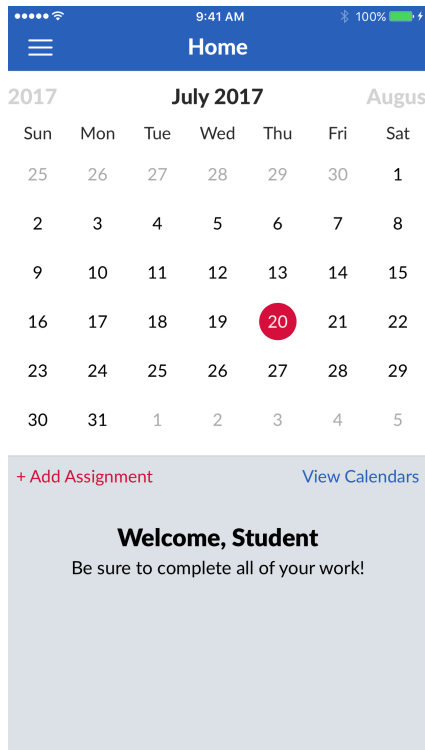 9:41 AM 100%
Home
2017 July 2017 Augus
Sun Mon Tue Wed Thu Fri Sat
25 26 27 28 29 30 1
2 3 4 5 6 7 8
9 10 11 12 13 14 15
16 17 18 19 20 21 22
23 24 25 26 27 28 29
30 31 1 2 3 4 5
+ Add Assignment View Calendars
Welcome, Student
Be sure to complete all of your work!